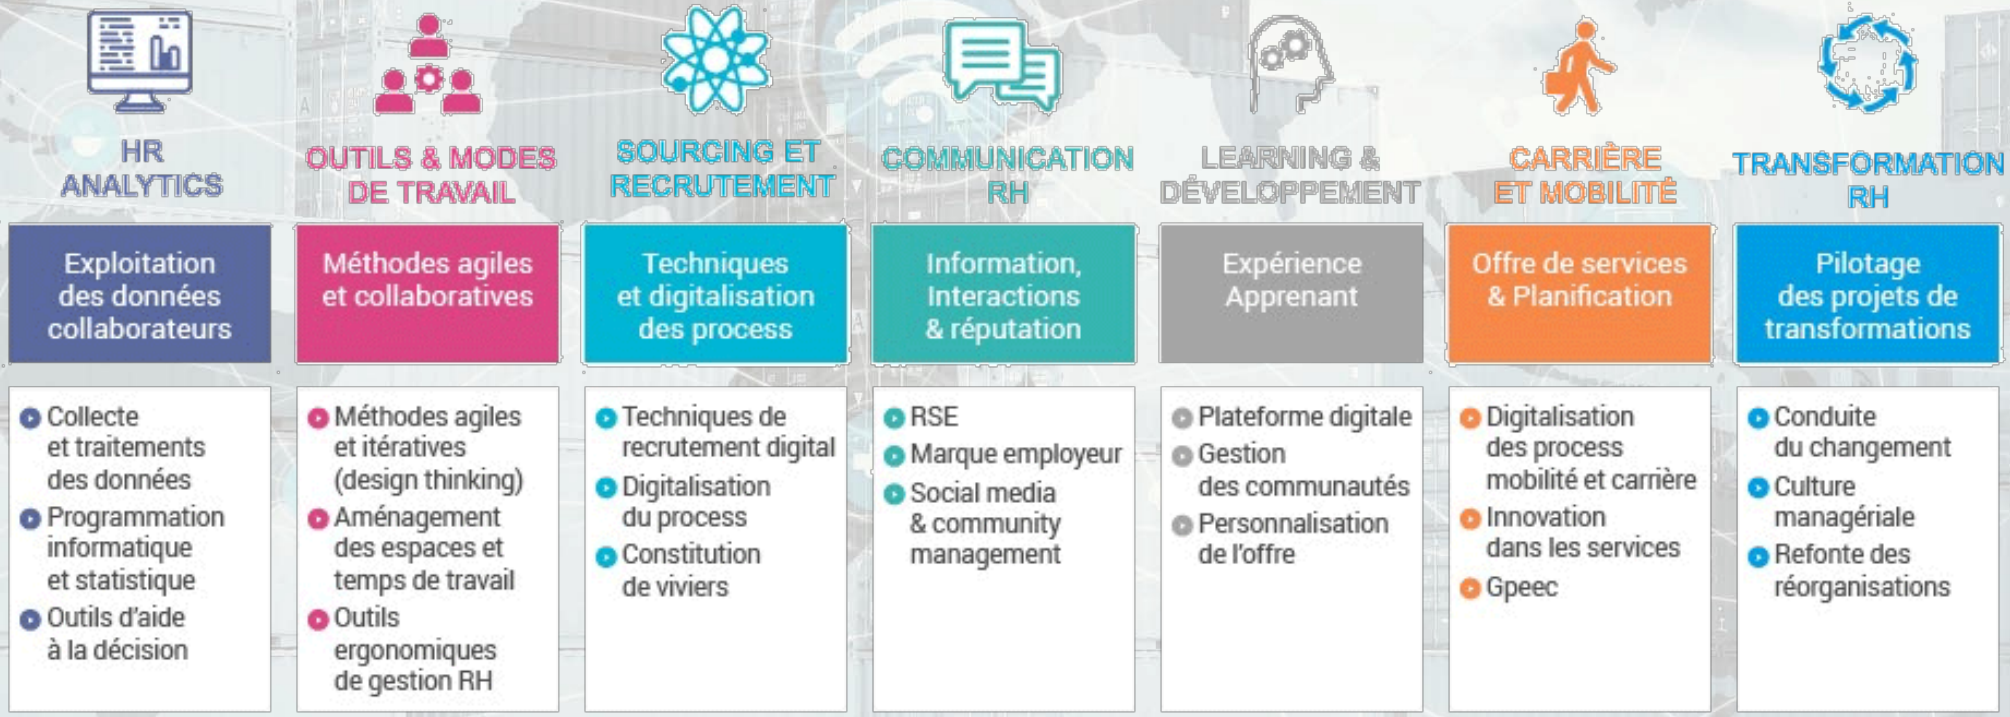 HR
ANALYTICS
Exploitation
des données
collaborateurs
Collecte
et traitements
des données
Programmation
informatique
et statistique
Outils d'aide
à la décision
OUTILS & MODES
DE TRAVAIL
Méthodes agiles
et collaboratives
Méthodes agiles
et itératives
(design thinking)
Aménagement
des espaces et
temps de travail
Outils
ergonomiques
de gestion RH
SOURCING ET
RECRUTEMENT
Techniques
et digitalisation
des process
Techniques de
recrutement digital
Digitalisation
du process
Constitution
de viviers
COMMUNICATION
RH
Information,
Interactions
& réputation
RSE
Marque employeur
Social media
& community
management
LEARNING &
DÉVELOPPEMENT
Expérience
Apprenant
Plateforme digitale
Gestion
des communautés
Personnalisation
de l'offre
CARRIÈRE
ET MOBILITÉ
Offre de services
& Planification
Digitalisation
des process
mobilité et carrière
Innovation
dans les services
Gpeec
TRANSFORMATION
RH
Pilotage
des projets de
transformations
Conduite
du changement
Culture
managériale
Refonte des
réorganisations